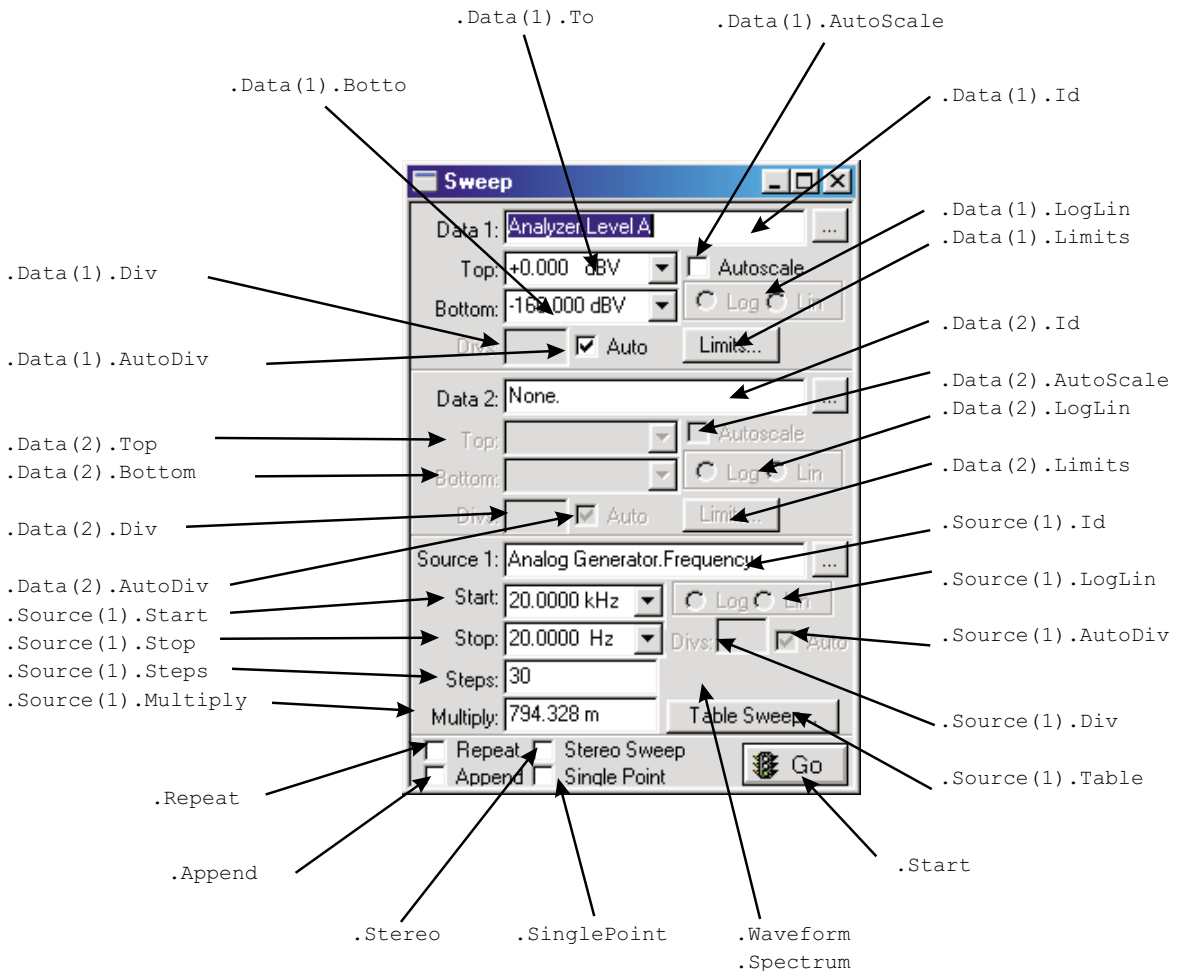 .Data(1).To
.Data(1).AutoScale
.Data(1).Botto
.Data(1).Id
.Data(1).LogLin
.Data(1).Limits
.Data(1).Div
.Data(1).AutoDiv
.Data(2).Id
.Data(2).AutoScale
.Data(2).LogLin
.Data(2).Top
.Data(2).Bottom
.Data(2).Limits
.Data(2).Div
.Source(1).Id
.Data(2).AutoDiv
.Source(1).LogLin
.Source(1).Start
.Source(1).Stop
.Source(1).AutoDiv
.Source(1).Steps
.Source(1).Multiply
.Source(1).Div
.Source(1).Table
.Repeat
.Append
.Start
.Stereo
.SinglePoint
.Waveform
.Spectrum
Sweep
Data 1: Analyzer.Level A ...
Top: +0.000 dBV Autoscale
Bottom: -160.000 dBV Log Lin
Divs: Auto Limits...
Data 2: None. ...
Top: Autoscale
Bottom: Log Lin
Divs: Auto Limits...
Source 1: Analog Generator.Frequency ...
Start: 20.0000 kHz Log Lin
Stop: 20.0000 Hz Divs: Auto
Steps: 30
Multiply: 794.328 m Table Sweep...
Repeat Stereo Sweep
Append Single Point
Go